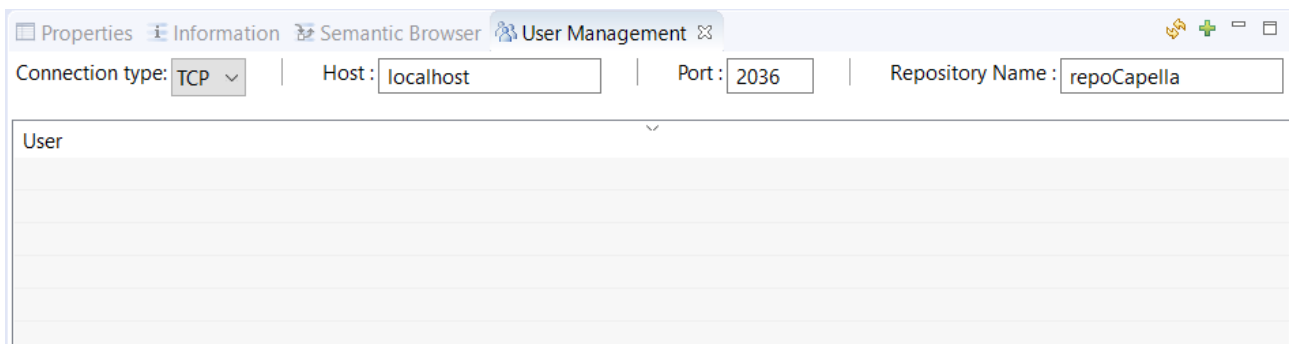 Properties Information Semantic Browser User Management
Connection type: TCP Host : localhost Port : 2036 Repository Name : repoCapella
User